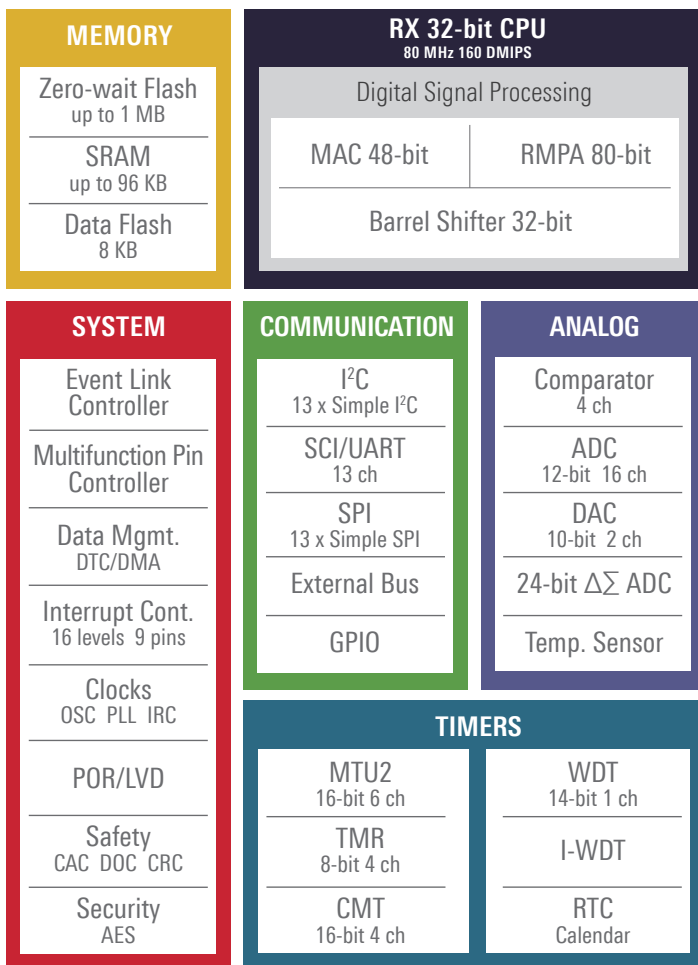 MEMORY
Zero-wait Flash
up to 1 MB
SRAM
up to 96 KB
Data Flash
8 KB
RX 32-bit CPU
80 MHz 160 DMIPS
Digital Signal Processing
MAC 48-bit
RMPA 80-bit
Barrel Shifter 32-bit
SYSTEM
Event Link
Controller
Multifunction Pin
Controller
Data Mgmt.
DTC/DMA
Interrupt Cont.
16 levels 9 pins
Clocks
OSC PLL IRC
POR/LVD
Safety
CAC DOC CRC
Security
AES
COMMUNICATION
I²C
13 x Simple I²C
SCI/UART
13 ch
SPI
13 x Simple SPI
External Bus
GPIO
ANALOG
Comparator
4 ch
ADC
12-bit 16 ch
DAC
10-bit 2 ch
24-bit ΔΣ ADC
Temp. Sensor
TIMERS
MTU2
16-bit 6 ch
TMR
8-bit 4 ch
CMT
16-bit 4 ch
WDT
14-bit 1 ch
I-WDT
RTC
Calendar